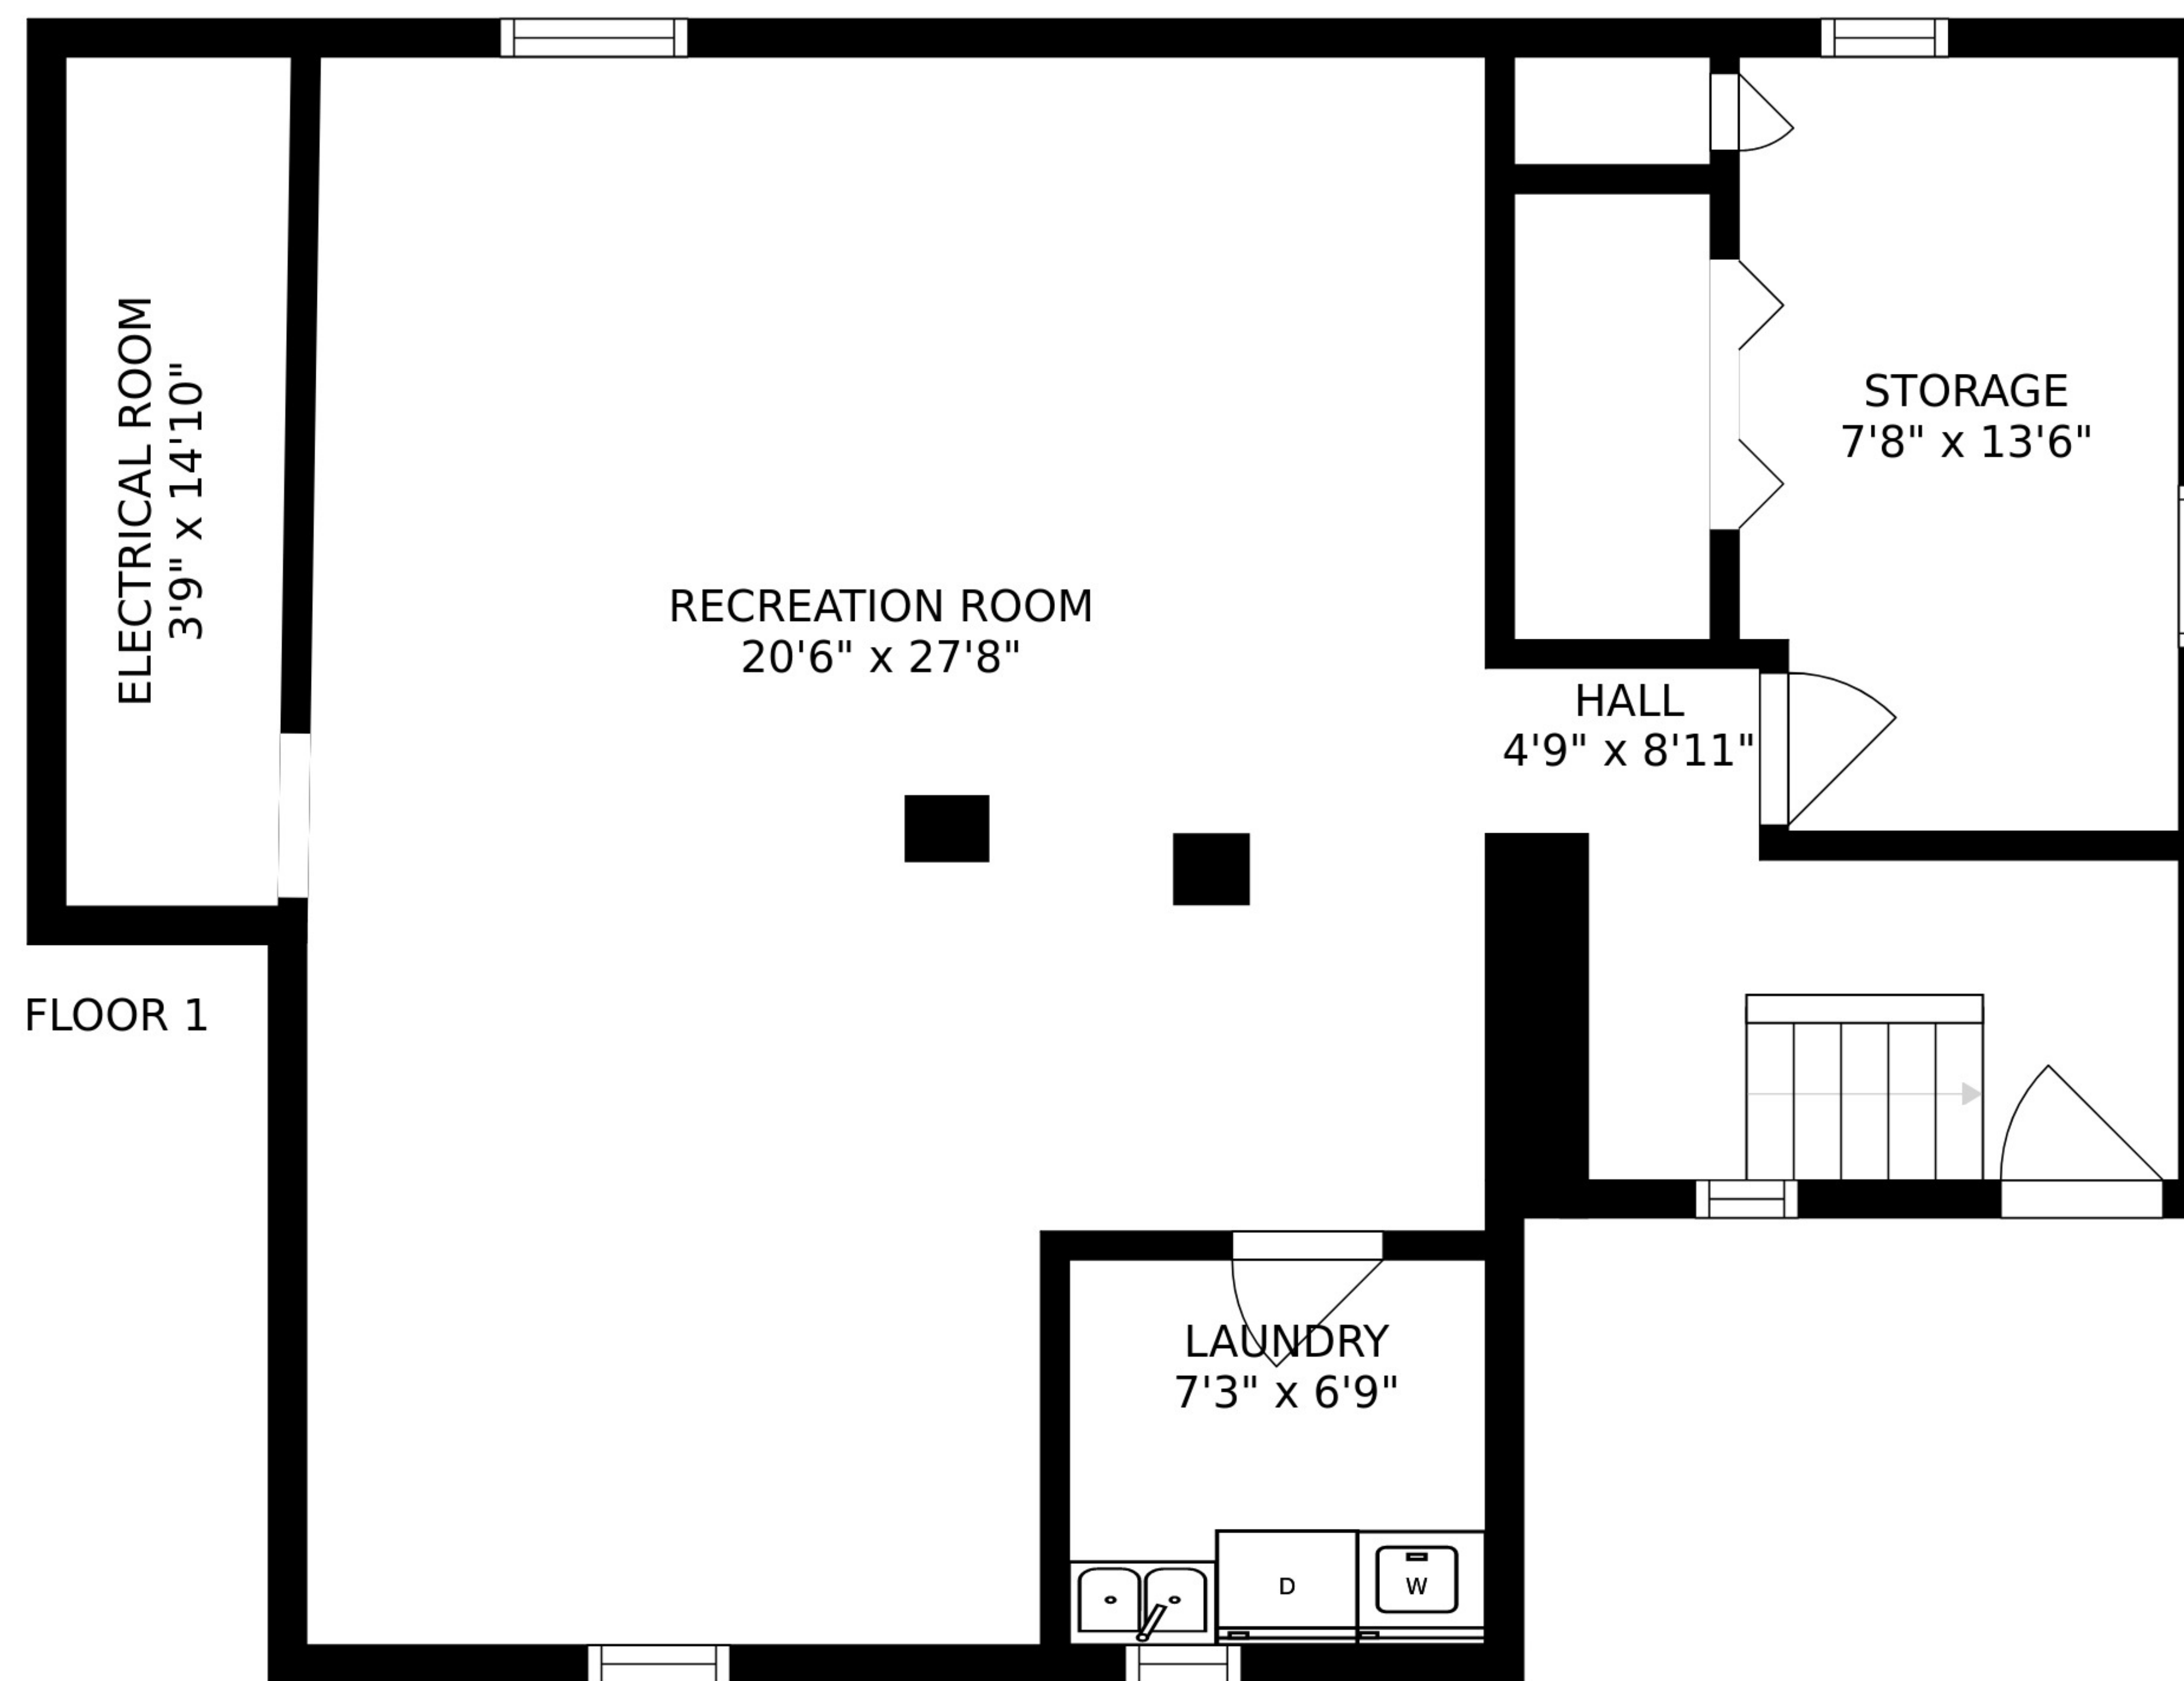 ELECTRICAL ROOM
3'9" x 14'10"
RECREATION ROOM
20'6" x 27'8"
STORAGE
7'8" x 13'6"
HALL
4'9" x 8'11"
FLOOR 1
LAUNDRY
7'3" x 6'9"
D
W